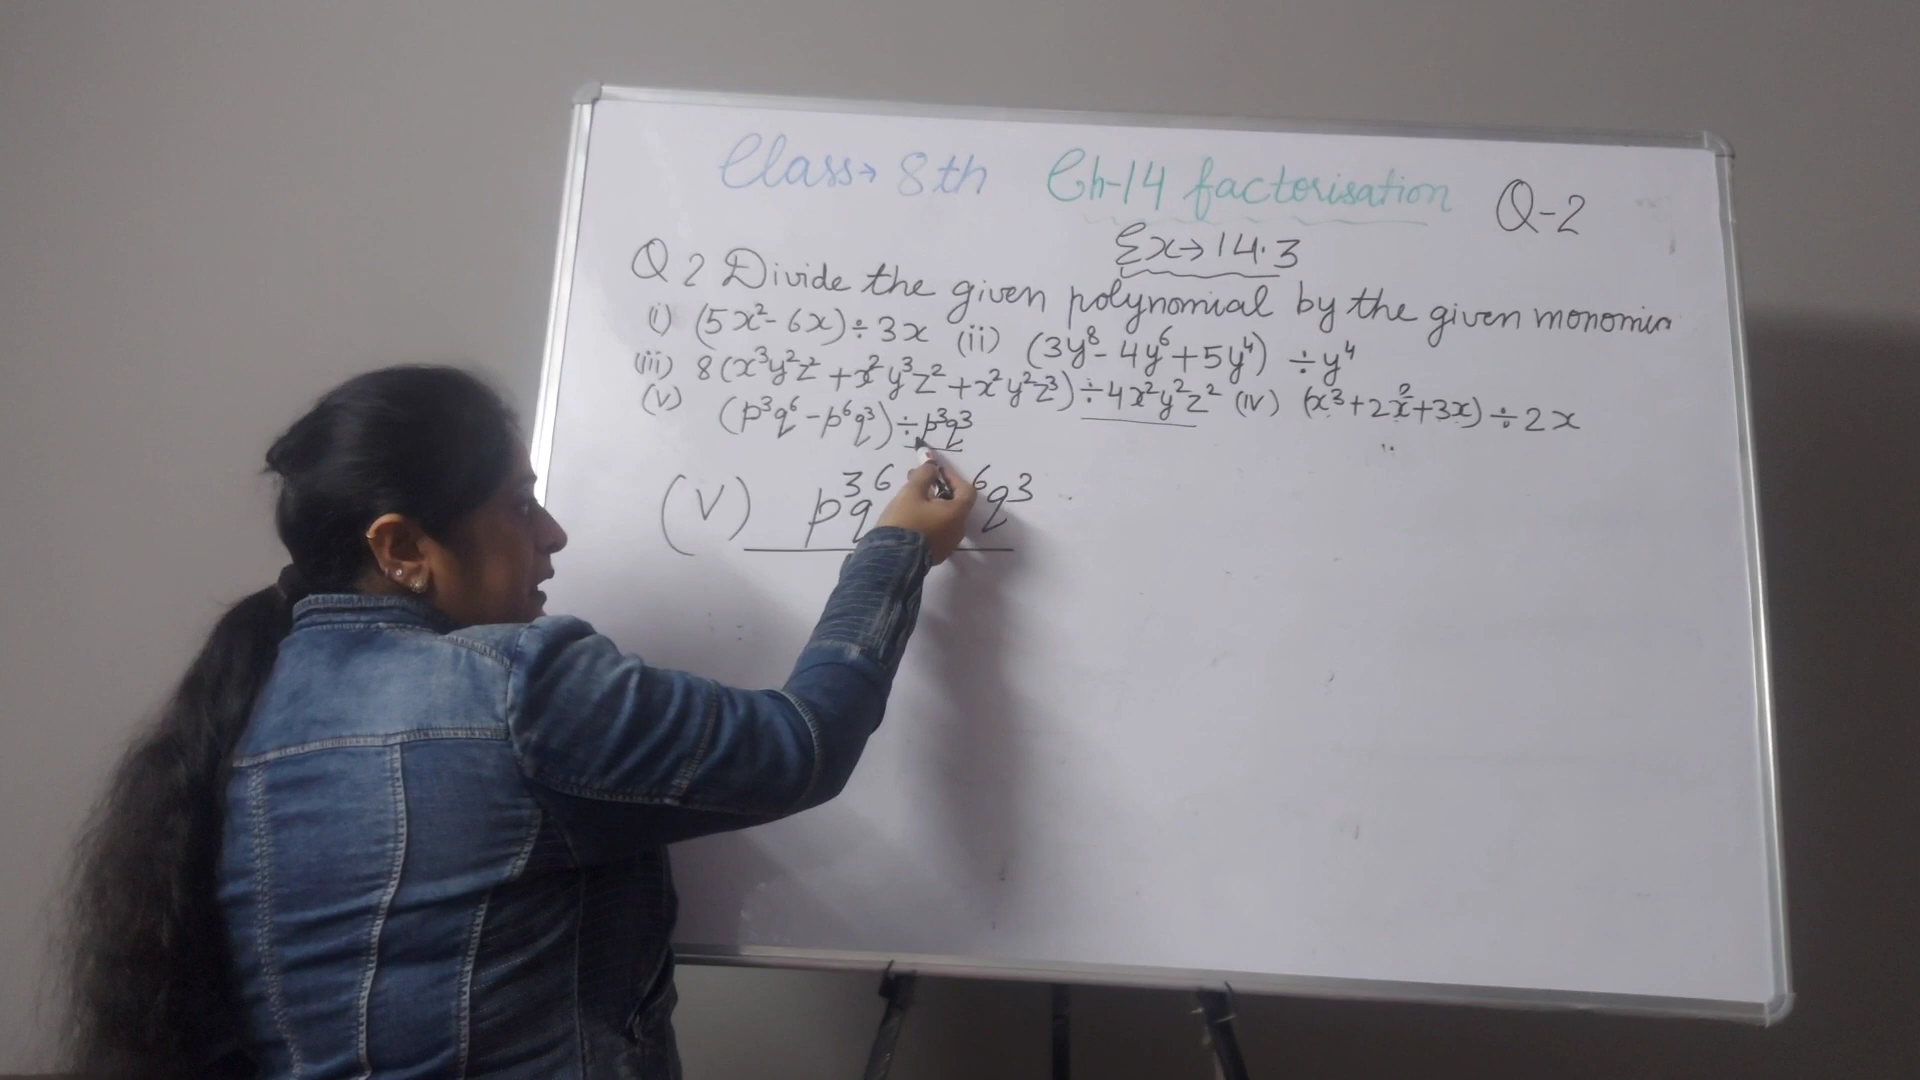 Class→ 8th Ch-14 factorisation Q-2
Ex→14.3
Q 2 Divide the given polynomial by the given monomia
(i) (5x²- 6x)÷3x (ii) (3y⁸- 4y⁶+5y⁴) ÷y⁴
(iii) 8(x³y²z² +x²y³z² +x²y²z³)÷4x²y²z² (iv) (x³+2x²+3x)÷2x
(v) (p³q⁶-p⁶q³)÷p³q³
(V) p³q⁶ ⁶q³